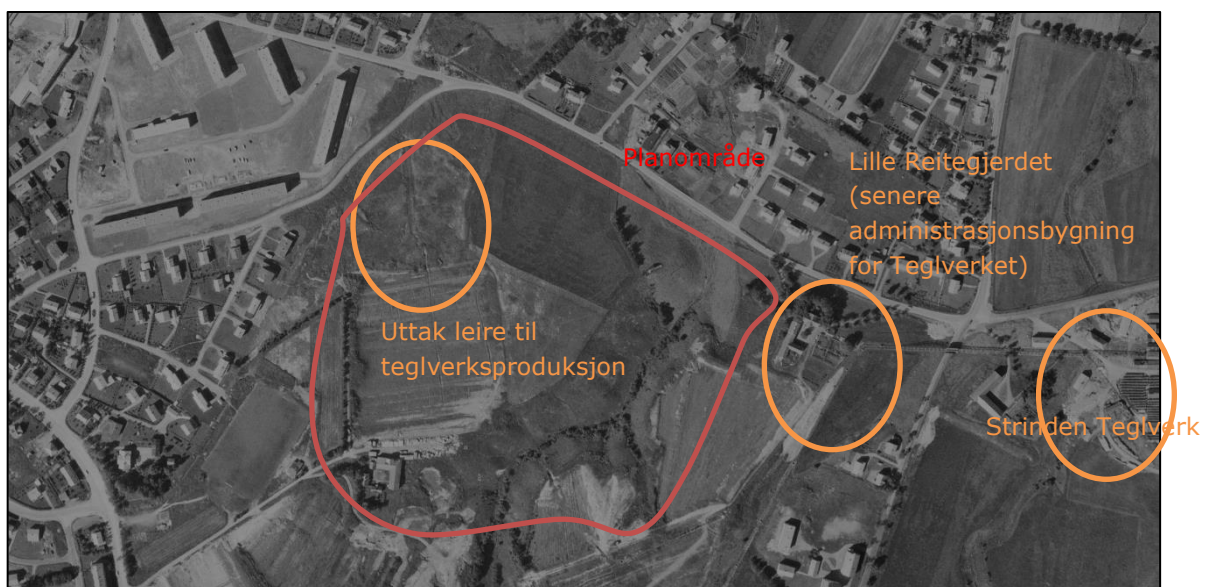 Planområde
Lille Reitegjerdet
(senere
administrasjonsbygning
for Teglverket)
Uttak leire til
teglverksproduksjon
Strinden Teglverk